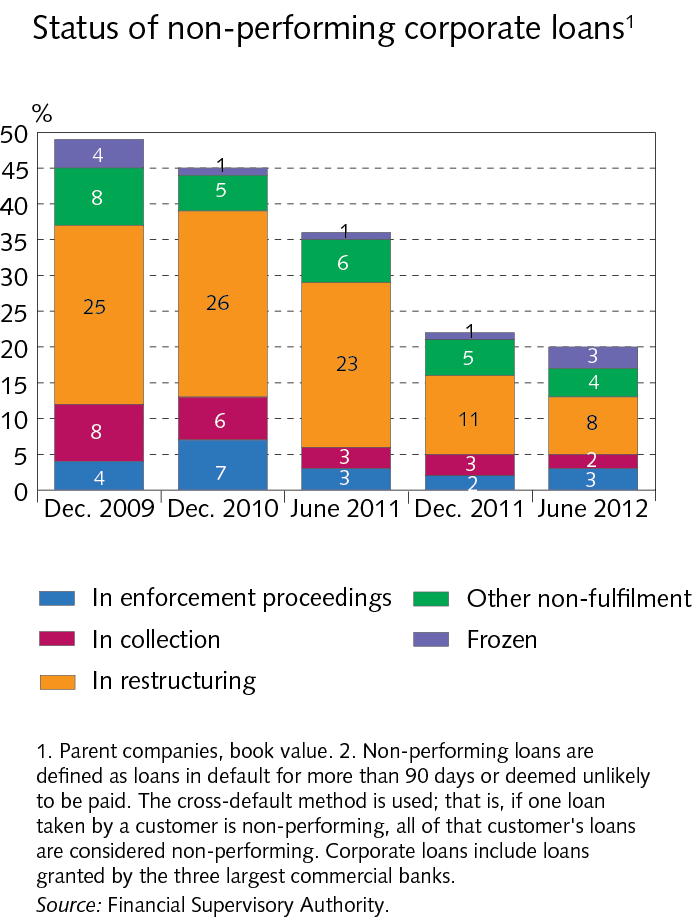 Status of non-performing corporate loans1
%
50
45
40
35
30
25
20
15
10
5
0
4
8
25
8
4
1
5
26
6
7
1
6
23
3
3
1
5
11
3
2
3
4
8
2
3
Dec. 2009 Dec. 2010 June 2011 Dec. 2011 June 2012
In enforcement proceedings
In collection
In restructuring
Other non-fulfilment
Frozen
1. Parent companies, book value. 2. Non-performing loans are
defined as loans in default for more than 90 days or deemed unlikely
to be paid. The cross-default method is used; that is, if one loan
taken by a customer is non-performing, all of that customer's loans
are considered non-performing. Corporate loans include loans
granted by the three largest commercial banks.
Source: Financial Supervisory Authority.